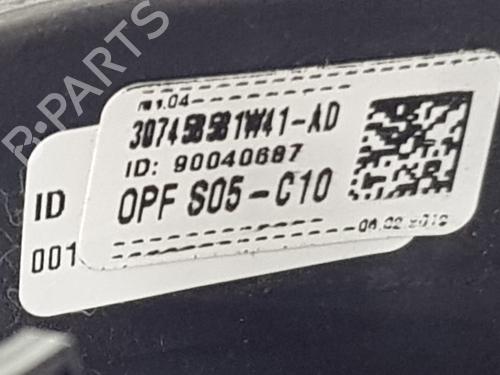 3074585B1W41-AD
ID: 90040687
OPF S05-C10
ID
001
R-PARTS